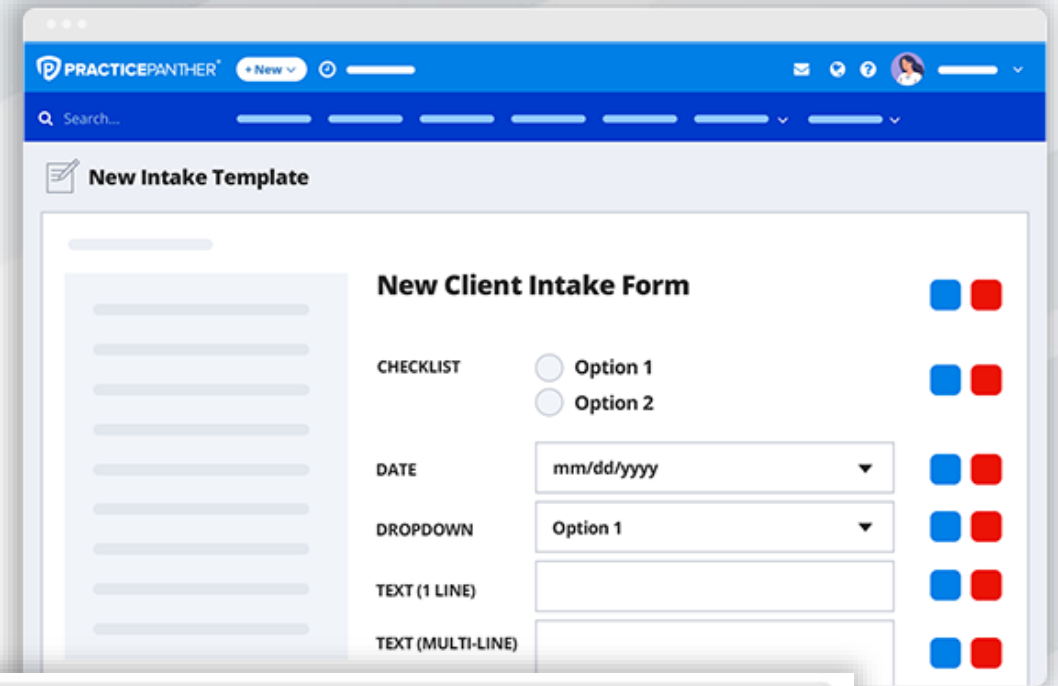 PRACTICEPANTHER® + New
Search...
New Intake Template
New Client Intake Form
CHECKLIST Option 1
Option 2
DATE mm/dd/yyyy
DROPDOWN Option 1
TEXT (1 LINE)
TEXT (MULTI-LINE)